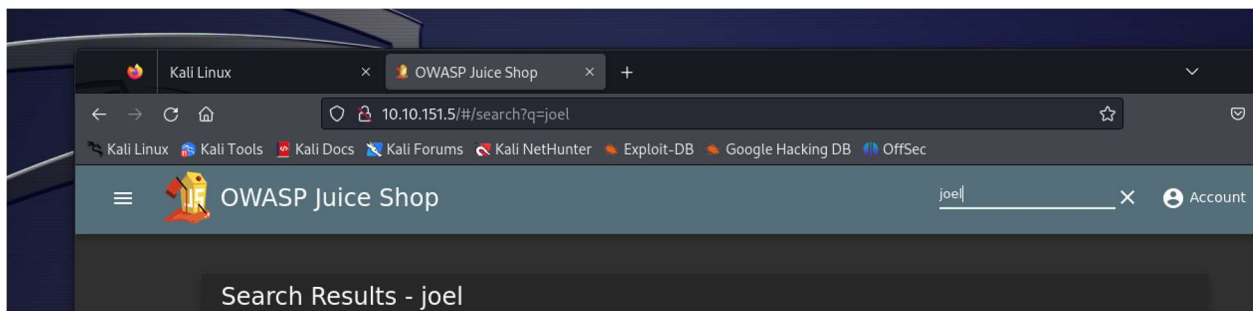 Kali Linux × OWASP Juice Shop × +
10.10.151.5/#/search?q=joel
Kali Linux Kali Tools Kali Docs Kali Forums Kali NetHunter Exploit-DB Google Hacking DB OffSec
OWASP Juice Shop joel × Account
Search Results - joel